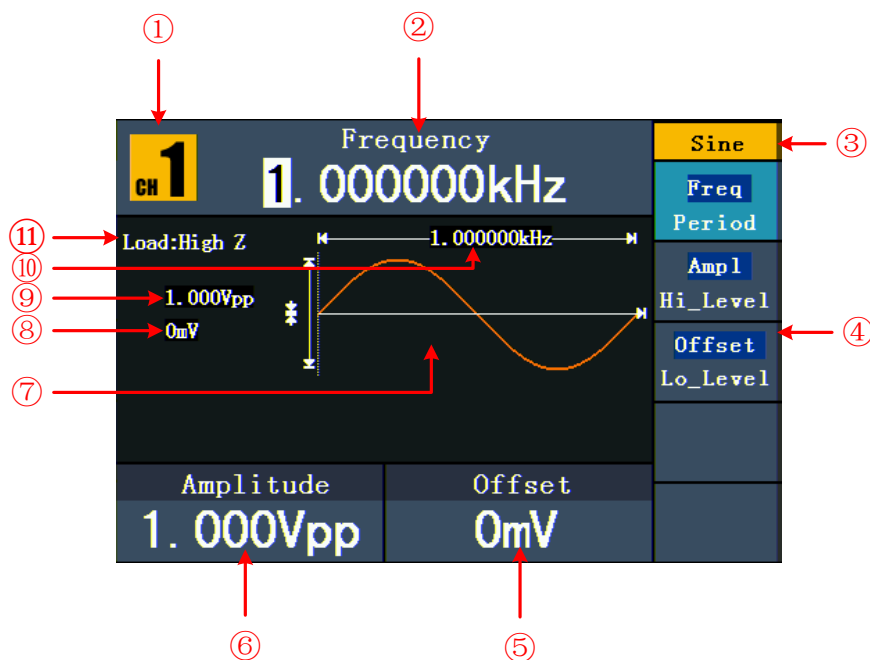 ① ②
Frequency
CH 1
1.000000kHz
Sine ③
Freq
Period
⑪ Load:High Z
⑩ 1.000000kHz
Ampl
Hi_Level
⑨ 1.000Vpp
⑧ 0mV
Offset ④
Lo_Level
⑦
Amplitude Offset
1.000Vpp 0mV
⑥ ⑤